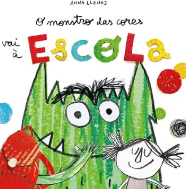 ANNA LLENAS
O monstro das cores
vai à
ESCOLA